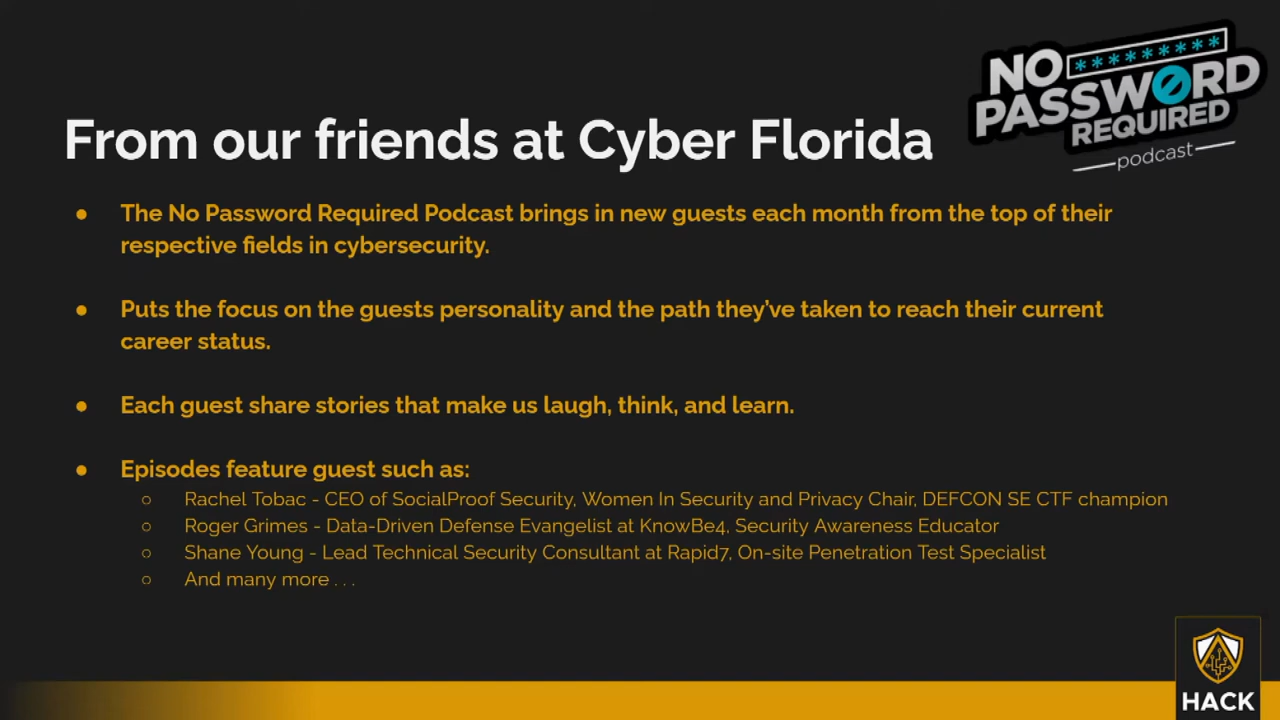 NO *********
PASSWORD
REQUIRED
podcast
From our friends at Cyber Florida
● The No Password Required Podcast brings in new guests each month from the top of their
respective fields in cybersecurity.
● Puts the focus on the guests personality and the path they’ve taken to reach their current
career status.
● Each guest share stories that make us laugh, think, and learn.
● Episodes feature guest such as:
○ Rachel Tobac - CEO of SocialProof Security, Women In Security and Privacy Chair, DEFCON SE CTF champion
○ Roger Grimes - Data-Driven Defense Evangelist at KnowBe4, Security Awareness Educator
○ Shane Young - Lead Technical Security Consultant at Rapid7, On-site Penetration Test Specialist
○ And many more . . .
HACK